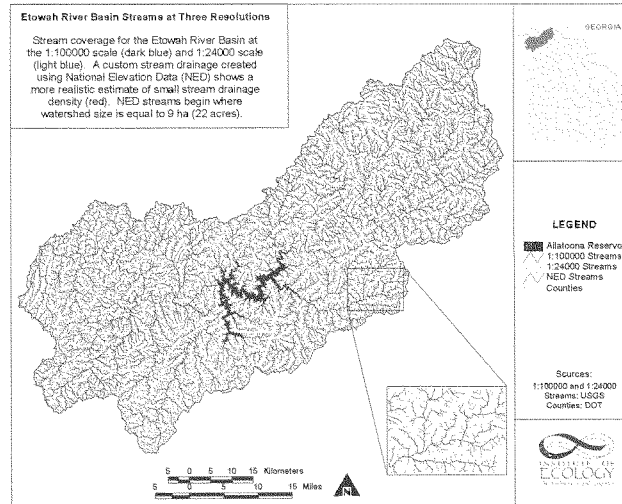 Etowah River Basin Streams at Three Resolutions
Stream coverage for the Etowah River Basin at
the 1:100000 scale (dark blue) and 1:24000 scale
(light blue). A custom stream drainage created
using National Elevation Data (NED) shows a
more realistic estimate of small stream drainage
density (red). NED streams begin where
watershed size is equal to 9 ha (22 acres).
GEORGIA
LEGEND
Allatoona Reservo
1:100000 Streams
1:24000 Streams
NED Streams
Counties
Sources:
1:100000 and 1:24000
Streams: USGS
Counties: DOT
5 0 5 10 15 Kilometers
5 0 5 10 15 Miles
N
INSTITUTE OF
ECOLOGY